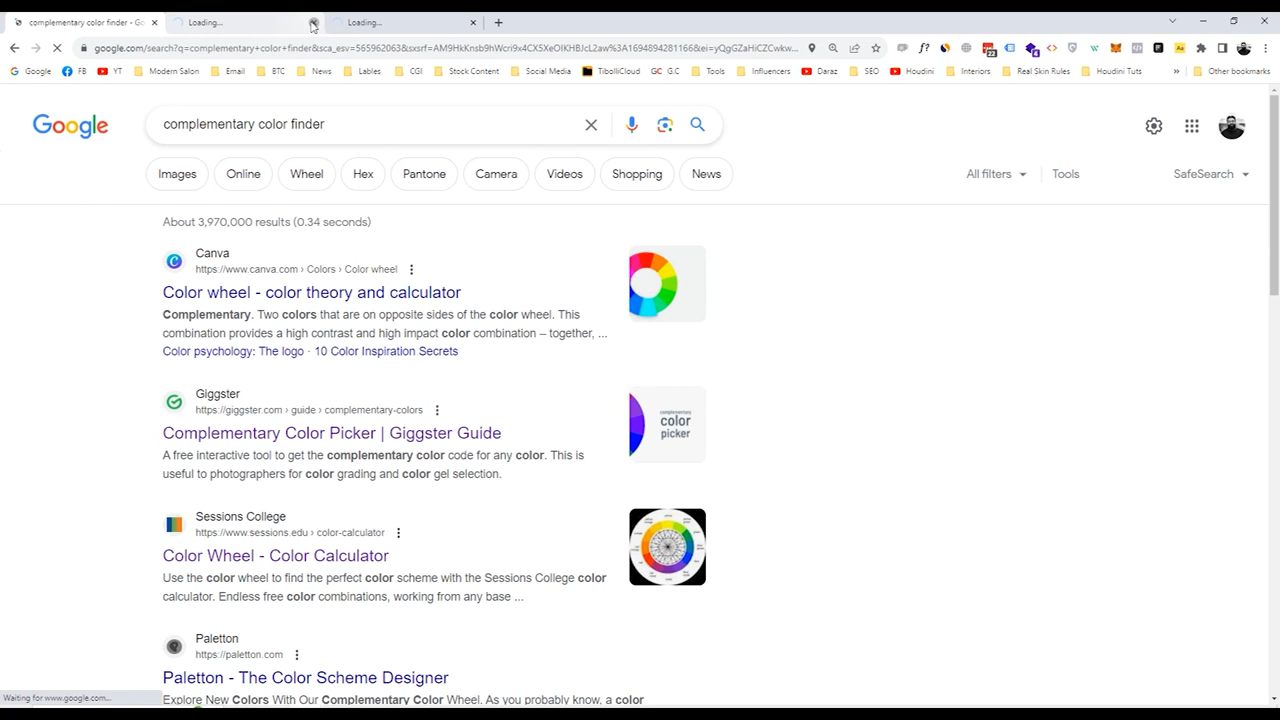 complementary color finder - Go
Loading...
Loading...
google.com/search?q=complementary+color+finder&sca_esv=565962063&sxsrf=AM9HkKnsb9hWcri9x4CX5XeOIKHBJcL2aw%3A1694894281166&ei=yQgGZaHiCZCwkw...
Google
FB
YT
Modern Salon
Email
BTC
News
Lables
CGI
Stock Content
Social Media
TibolliCloud
GC G.C
Tools
Influencers
Daraz
SEO
Houdini
Interiors
Real Skin Rules
Houdini Tuts
»
Other bookmarks
Google
complementary color finder
Images
Online
Wheel
Hex
Pantone
Camera
Videos
Shopping
News
All filters
Tools
SafeSearch
About 3,970,000 results (0.34 seconds)
Canva
https://www.canva.com › Colors › Color wheel
Color wheel - color theory and calculator
Complementary. Two colors that are on opposite sides of the color wheel. This
combination provides a high contrast and high impact color combination – together, ...
Color psychology: The logo · 10 Color Inspiration Secrets
Giggster
https://giggster.com › guide › complementary-colors
Complementary Color Picker | Giggster Guide
A free interactive tool to get the complementary color code for any color. This is
useful to photographers for color grading and color gel selection.
complementary
color
picker
Sessions College
https://www.sessions.edu › color-calculator
Color Wheel - Color Calculator
Use the color wheel to find the perfect color scheme with the Sessions College color
calculator. Endless free color combinations, working from any base ...
Paletton
https://paletton.com
Paletton - The Color Scheme Designer
Explore New Colors With Our Complementary Color Wheel. As you probably know, a color
Waiting for www.google.com...